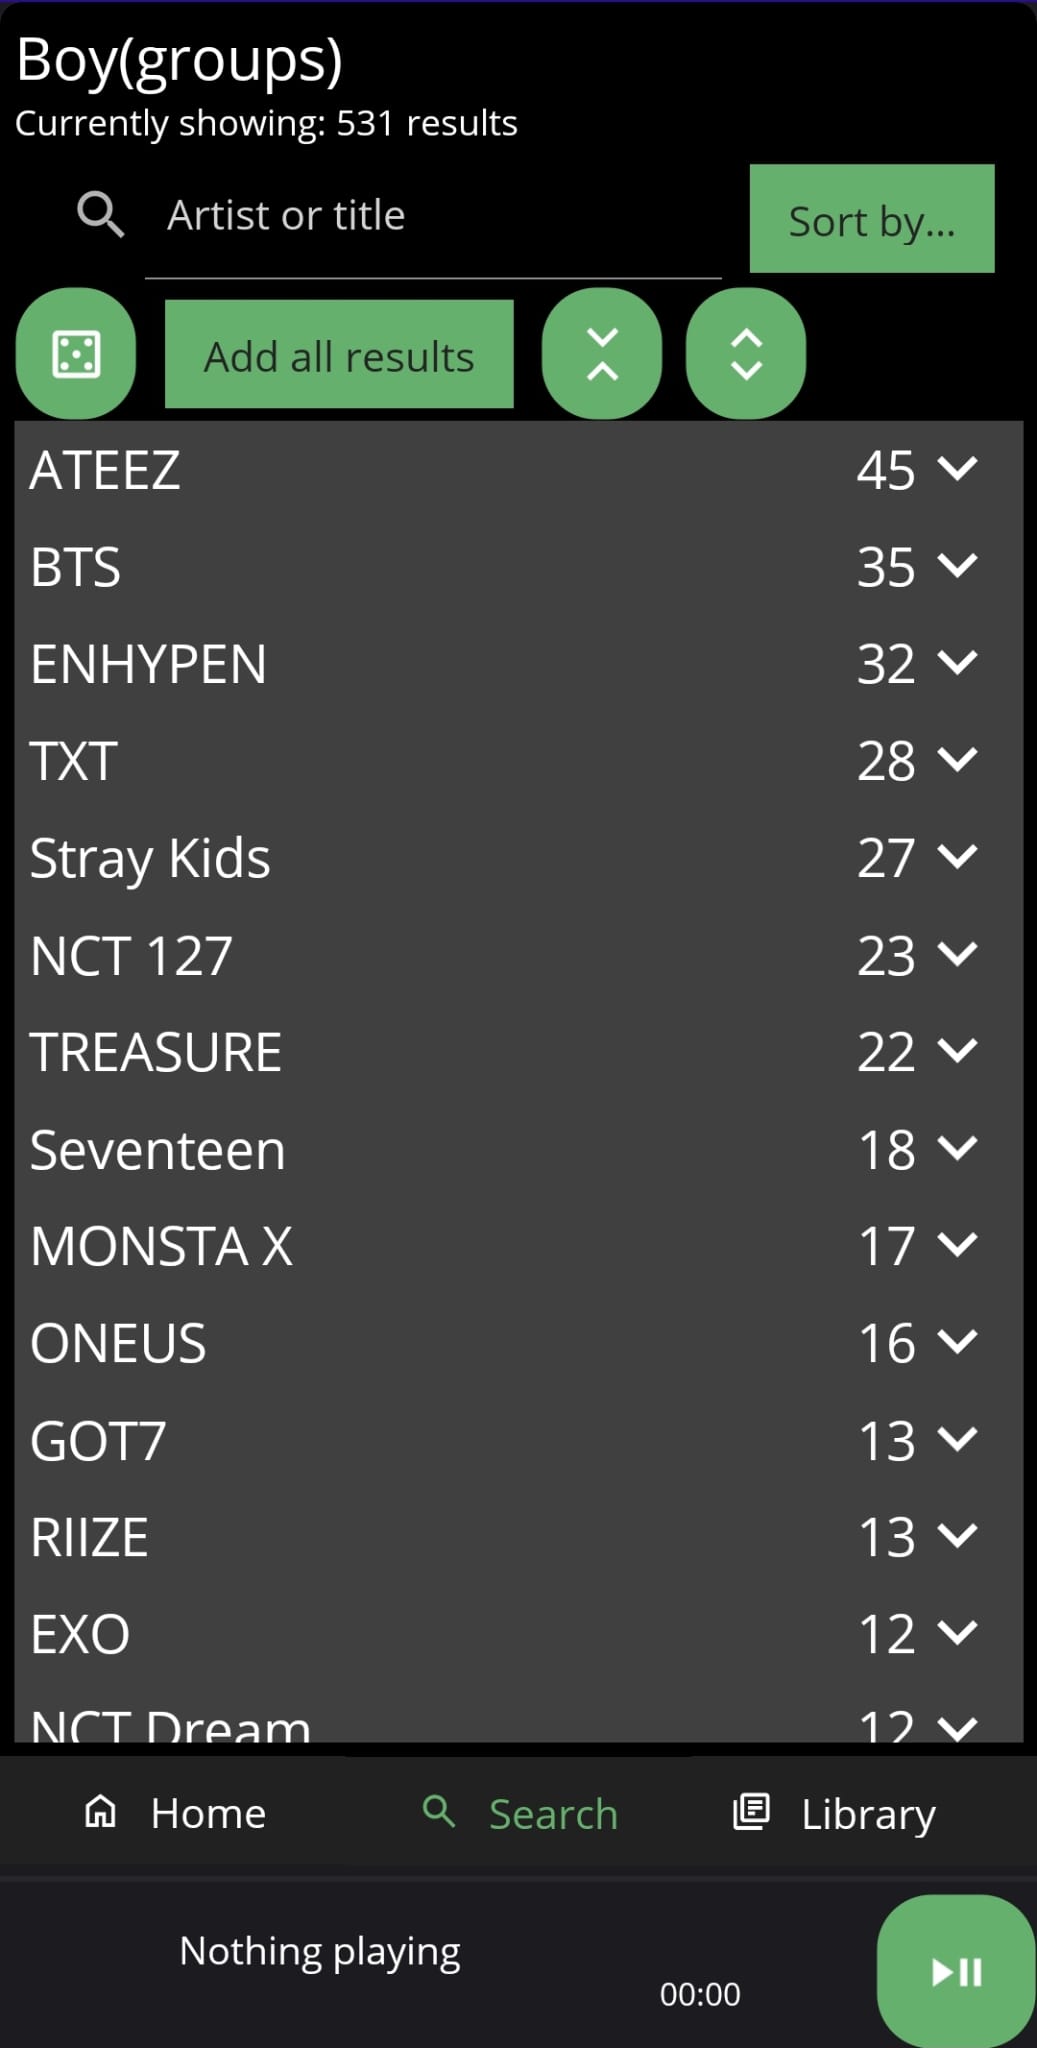 Boy(groups)
Currently showing: 531 results
Artist or title
Sort by...
Add all results
ATEEZ 45
BTS 35
ENHYPEN 32
TXT 28
Stray Kids 27
NCT 127 23
TREASURE 22
Seventeen 18
MONSTA X 17
ONEUS 16
GOT7 13
RIIZE 13
EXO 12
NCT Dream 12
Home Search Library
Nothing playing
00:00